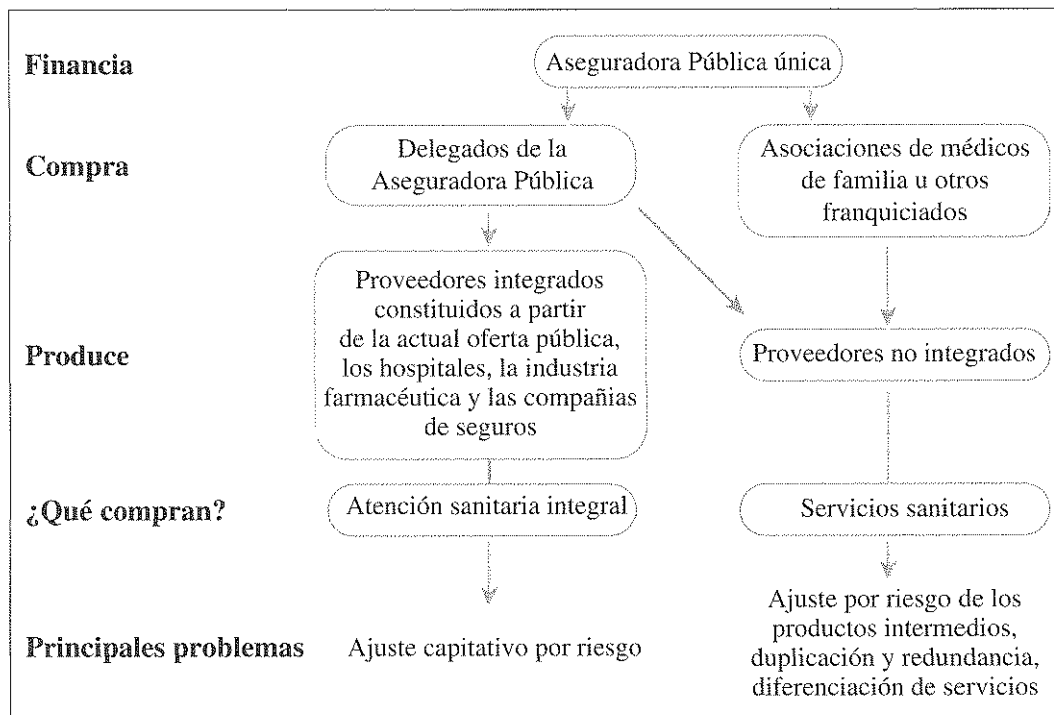 Financia
Aseguradora Pública única
Compra
Delegados de la
Aseguradora Pública
Asociaciones de médicos
de familia u otros
franquiciados
Produce
Proveedores integrados
constituidos a partir
de la actual oferta pública,
los hospitales, la industria
farmacéutica y las compañias
de seguros
Proveedores no integrados
¿Qué compran?
Atención sanitaria integral
Servicios sanitarios
Principales problemas
Ajuste capitativo por riesgo
Ajuste por riesgo de los
productos intermedios,
duplicación y redundancia,
diferenciación de servicios